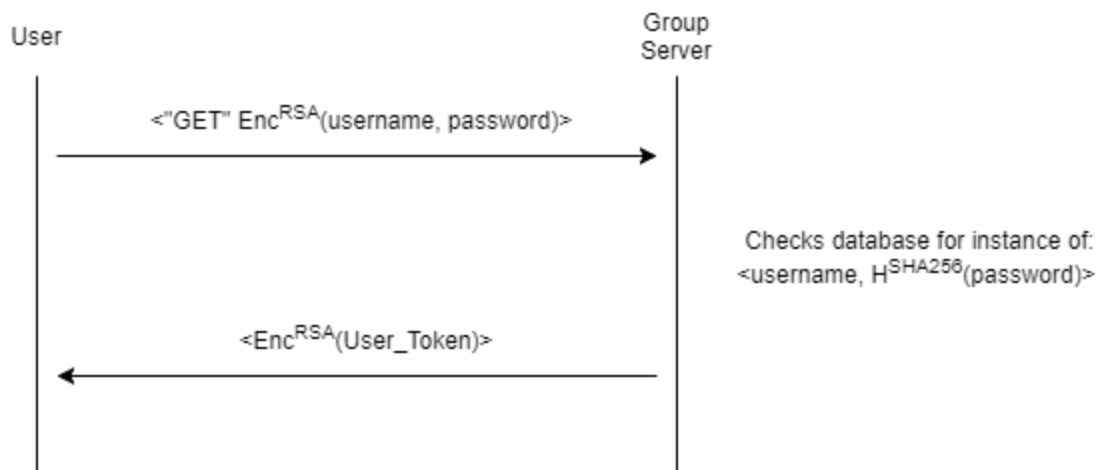 User
Group
Server
<"GET" Enc^RSA(username, password)>
Checks database for instance of:
<username, H^SHA256(password)>
<Enc^RSA(User_Token)>